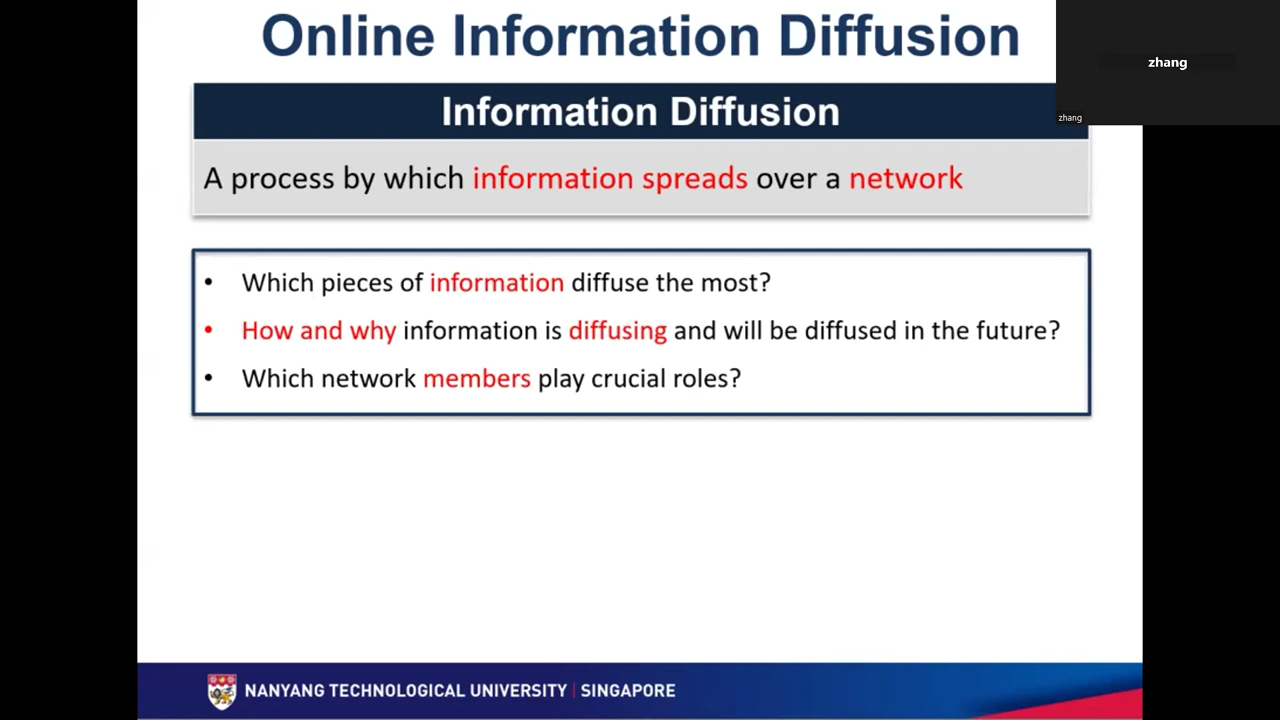 Online Information Diffusion
zhang
zhang
Information Diffusion
A process by which information spreads over a network
• Which pieces of information diffuse the most?
• How and why information is diffusing and will be diffused in the future?
• Which network members play crucial roles?
NANYANG TECHNOLOGICAL UNIVERSITY | SINGAPORE